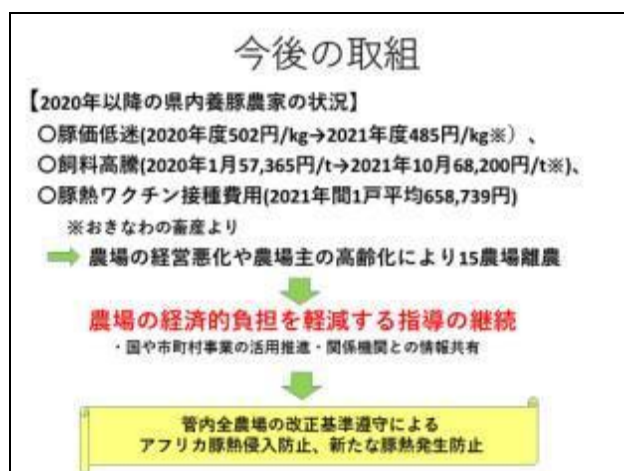 今後の取組
【2020年以降の県内養豚農家の状況】
〇豚価低迷(2020年度502円/kg→2021年度485円/kg※）、
〇飼料高騰(2020年1月57,365円/t→2021年10月68,200円/t※)、
〇豚熱ワクチン接種費用(2021年間1戸平均658,739円)
※おきなわの畜産より
農場の経営悪化や農場主の高齢化により15農場離農
農場の経済的負担を軽減する指導の継続
・国や市町村事業の活用推進・関係機関との情報共有
管内全農場の改正基準遵守による
アフリカ豚熱侵入防止、新たな豚熱発生防止